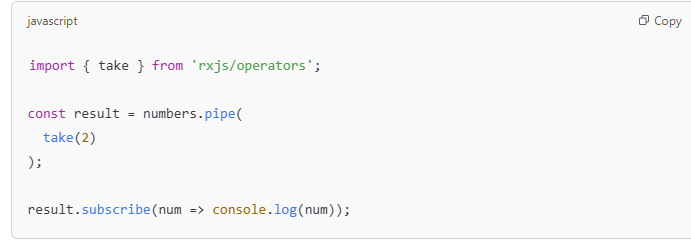 javascript
Copy
import { take } from 'rxjs/operators';
const result = numbers.pipe(
  take(2)
);
result.subscribe(num => console.log(num));